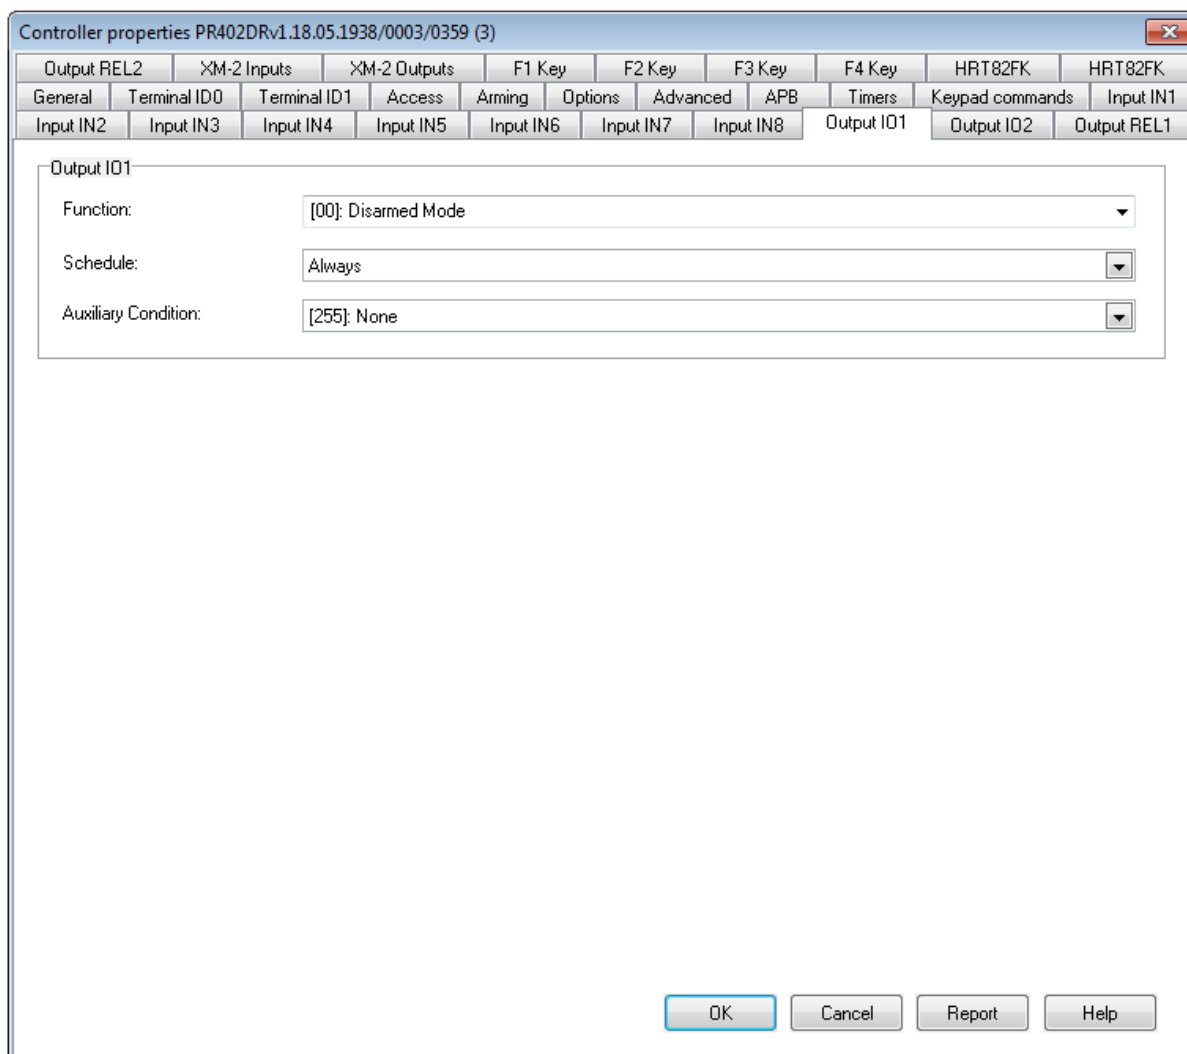 Controller properties PR402DRv1.18.05.1938/0003/0359 (3)
Output REL2 XM-2 Inputs XM-2 Outputs F1 Key F2 Key F3 Key F4 Key HRT82FK HRT82FK
General Terminal ID0 Terminal ID1 Access Arming Options Advanced APB Timers Keypad commands Input IN1
Input IN2 Input IN3 Input IN4 Input IN5 Input IN6 Input IN7 Input IN8 Output IO1 Output IO2 Output REL1
Output IO1
Function: [00]: Disarmed Mode
Schedule: Always
Auxiliary Condition: [255]: None
OK Cancel Report Help